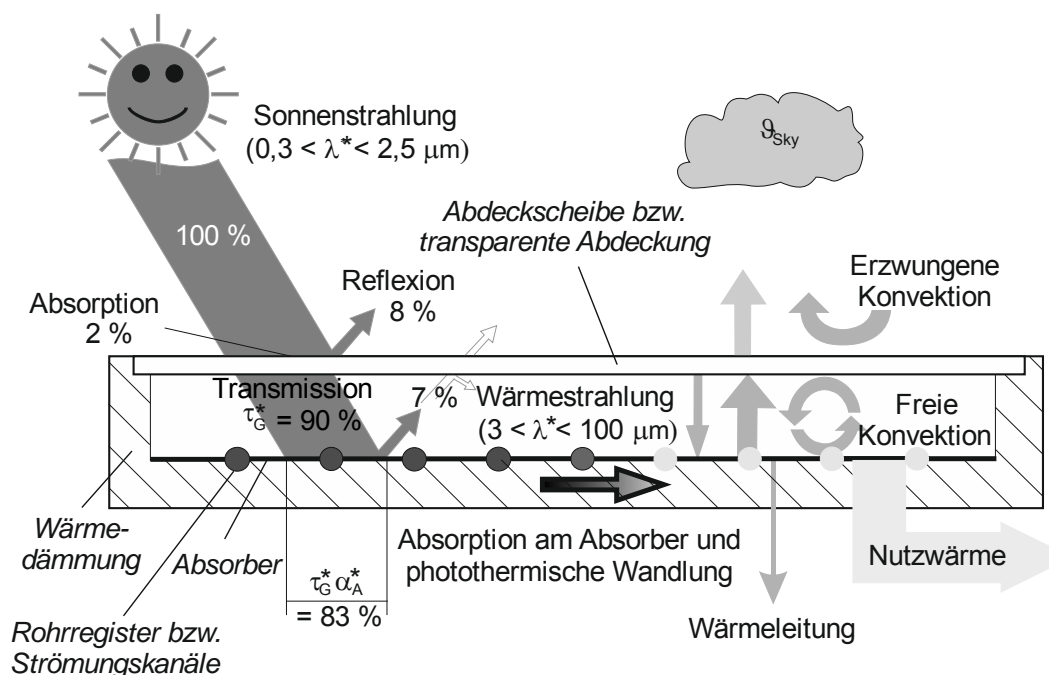 Sonnenstrahlung
(0,3 < λ* < 2,5 μm)
ϑSky
100 %
Abdeckscheibe bzw.
transparente Abdeckung
Reflexion
8 %
Erzwungene
Konvektion
Absorption
2 %
Transmission
τ*G = 90 %
7 %
Wärmestrahlung
(3 < λ* < 100 μm)
Freie
Konvektion
Wärme-
dämmung
Absorber
Absorption am Absorber und
photothermische Wandlung
Nutzwärme
τ*G α*A
= 83 %
Rohrregister bzw.
Strömungskanäle
Wärmeleitung